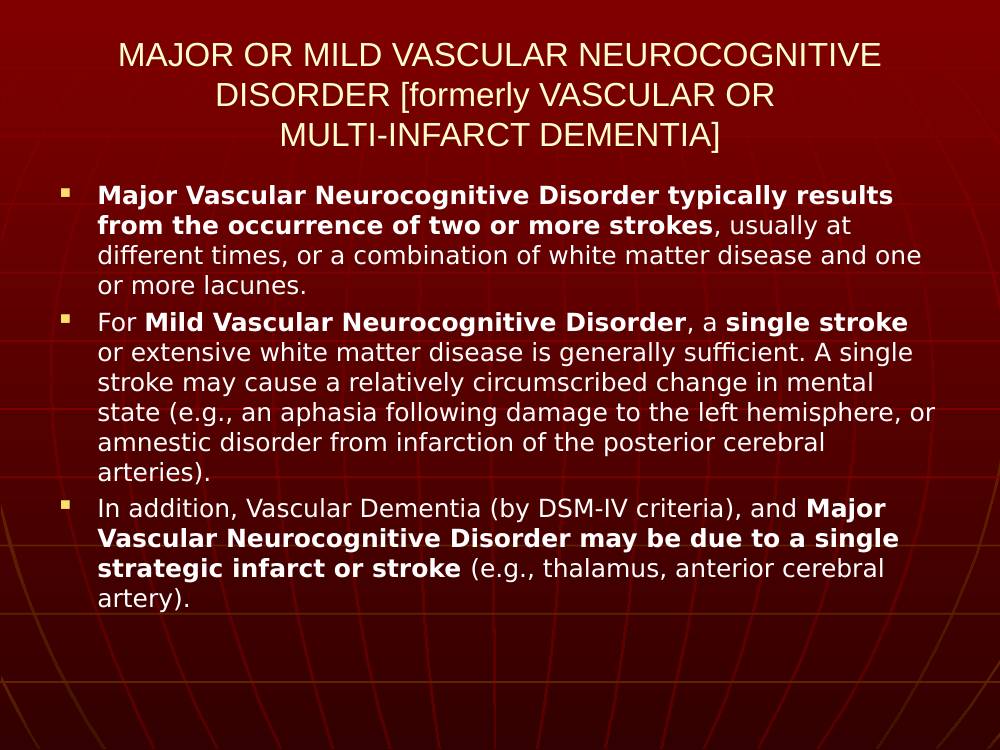 MAJOR OR MILD VASCULAR NEUROCOGNITIVE
DISORDER [formerly VASCULAR OR
MULTI-INFARCT DEMENTIA]
Major Vascular Neurocognitive Disorder typically results
from the occurrence of two or more strokes, usually at
different times, or a combination of white matter disease and one
or more lacunes.
For Mild Vascular Neurocognitive Disorder, a single stroke
or extensive white matter disease is generally sufficient. A single
stroke may cause a relatively circumscribed change in mental
state (e.g., an aphasia following damage to the left hemisphere, or
amnestic disorder from infarction of the posterior cerebral
arteries).
In addition, Vascular Dementia (by DSM-IV criteria), and Major
Vascular Neurocognitive Disorder may be due to a single
strategic infarct or stroke (e.g., thalamus, anterior cerebral
artery).